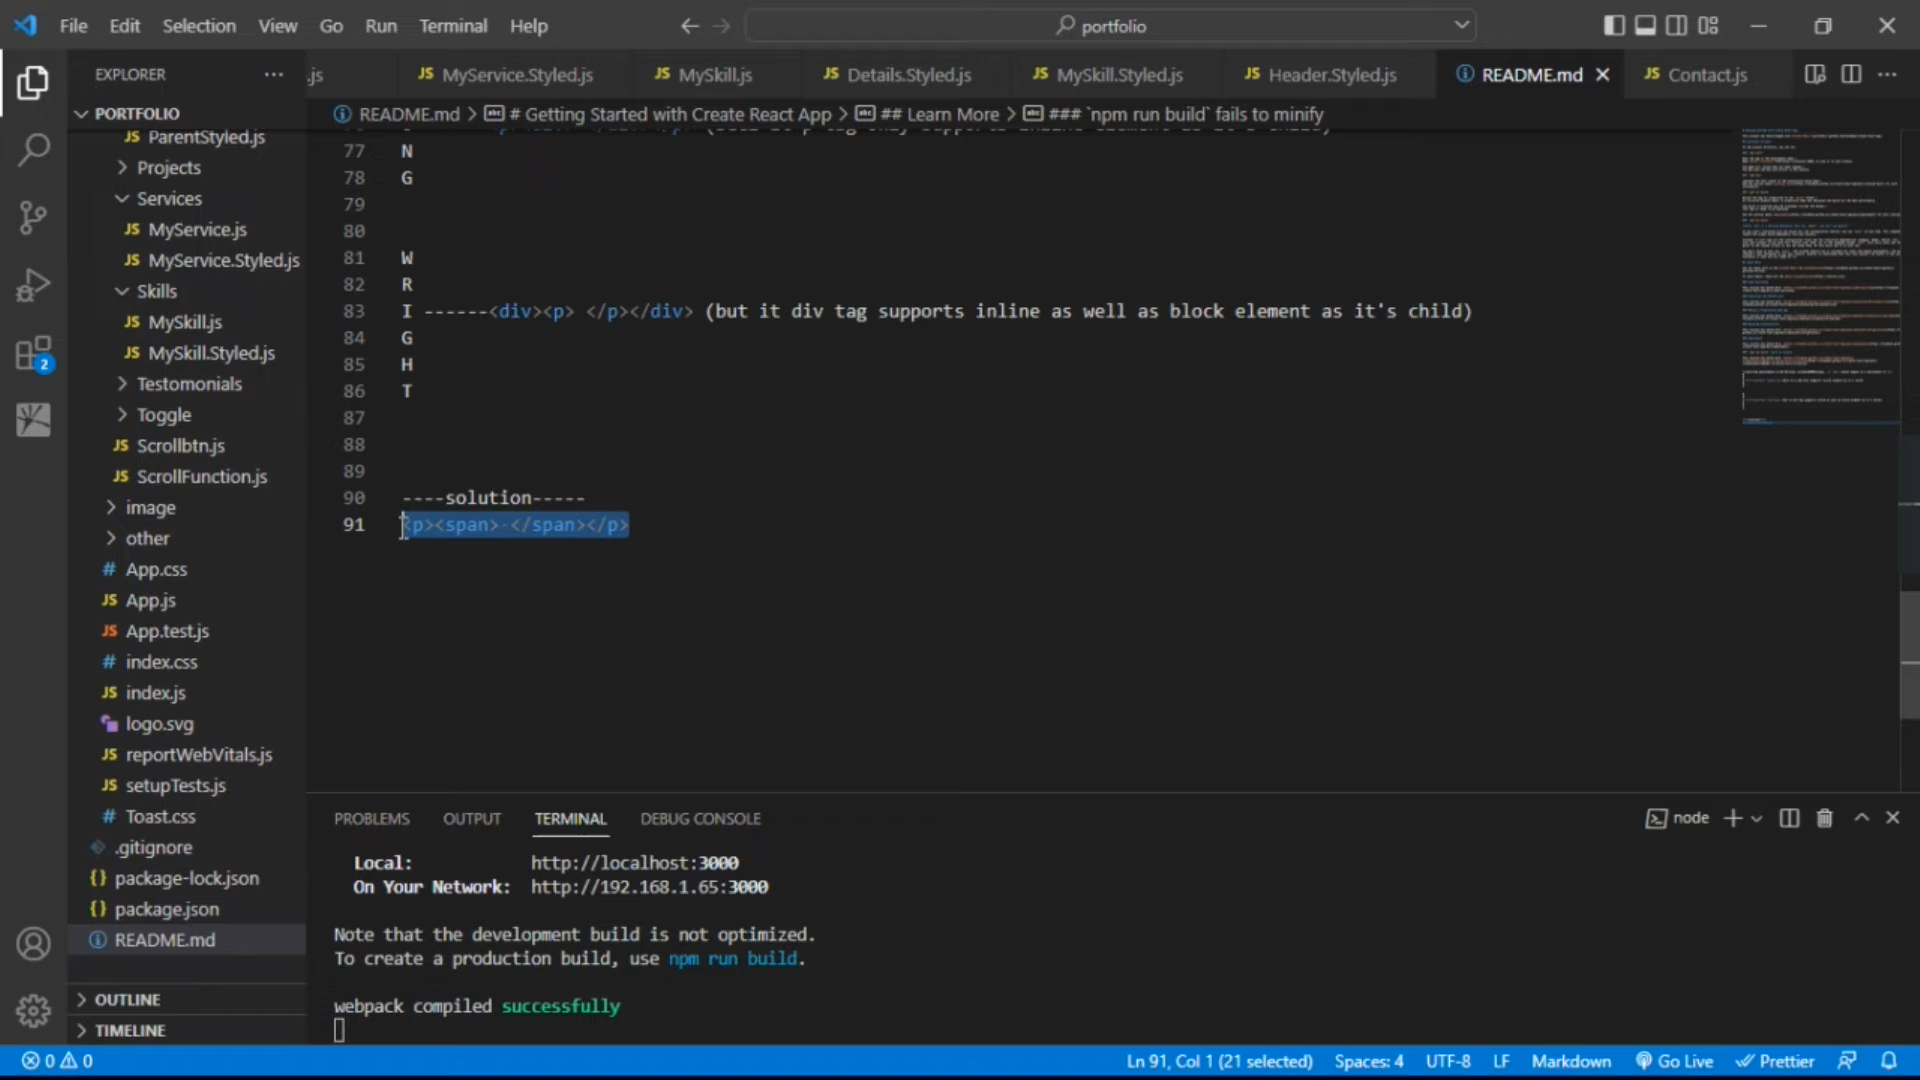 File Edit Selection View Go Run Terminal Help
portfolio
EXPLORER
.js
MyService.Styled.js
MySkill.js
Details.Styled.js
MySkill.Styled.js
Header.Styled.js
README.md
Contact.js
PORTFOLIO
README.md > # Getting Started with Create React App > ## Learn More > ### `npm run build` fails to minify
ParentStyled.js
Projects
Services
MyService.js
MyService.Styled.js
Skills
MySkill.js
MySkill.Styled.js
Testomonials
Toggle
Scrollbtn.js
ScrollFunction.js
image
other
App.css
App.js
App.test.js
index.css
index.js
logo.svg
reportWebVitals.js
setupTests.js
Toast.css
.gitignore
package-lock.json
package.json
README.md
OUTLINE
TIMELINE
77 N
78 G
79
80
81 W
82 R
83 I ------<div><p> </p></div> (but it div tag supports inline as well as block element as it's child)
84 G
85 H
86 T
87
88
89
90 ----solution-----
91 <p><span> </span></p>
PROBLEMS OUTPUT TERMINAL DEBUG CONSOLE
node
Local: http://localhost:3000
On Your Network: http://192.168.1.65:3000
Note that the development build is not optimized.
To create a production build, use npm run build.
webpack compiled successfully
0 0
Ln 91, Col 1 (21 selected) Spaces: 4 UTF-8 LF Markdown Go Live Prettier